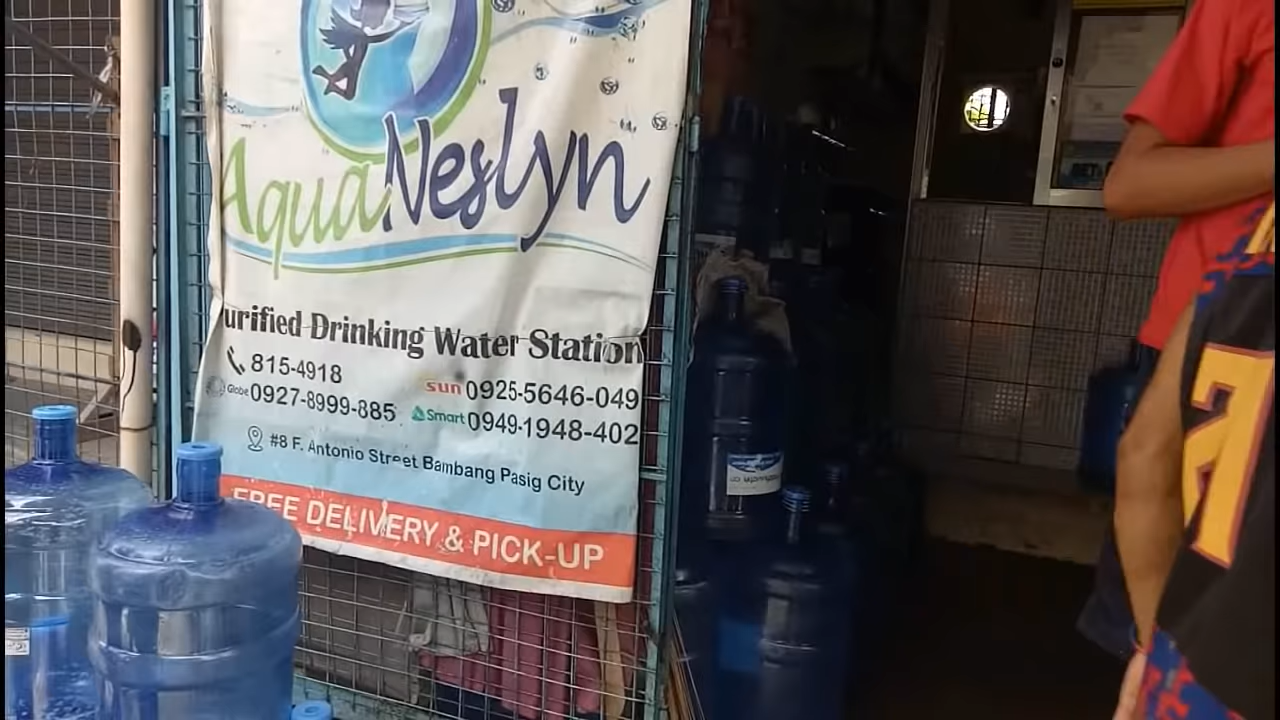 AquaNeslyn
urified Drinking Water Station
815-4918
sun 0925-5646-049
Globe 0927-8999-885
Smart 0949-1948-402
#8 F. Antonio Street Bambang Pasig City
FREE DELIVERY & PICK-UP